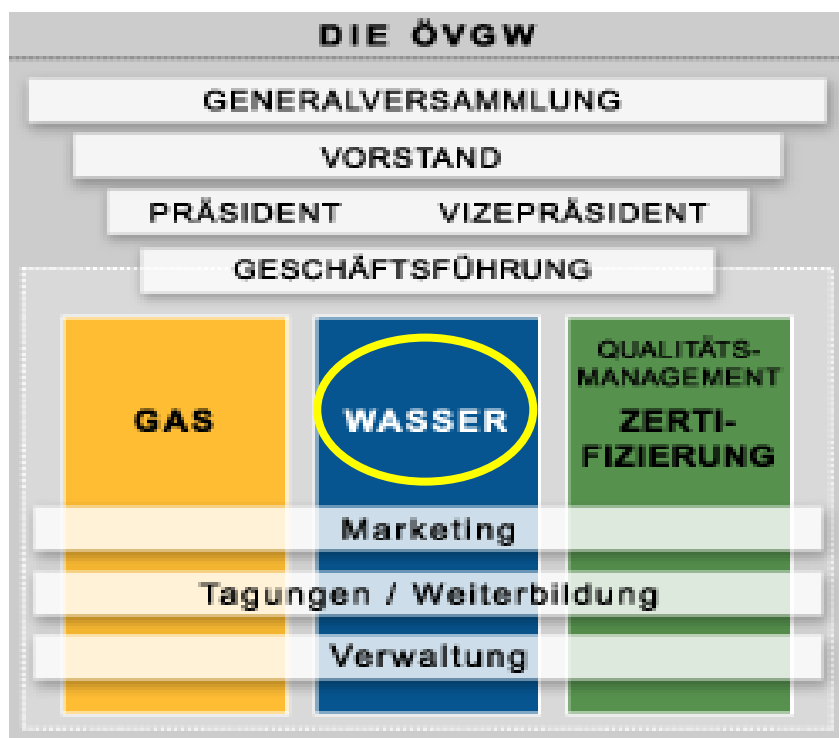 DIE ÖVGW
GENERALVERSAMMLUNG
VORSTAND
PRÄSIDENT VIZEPRÄSIDENT
GESCHÄFTSFÜHRUNG
GAS
WASSER
QUALITÄTS-
MANAGEMENT
ZERTI-
FIZIERUNG
Marketing
Tagungen / Weiterbildung
Verwaltung